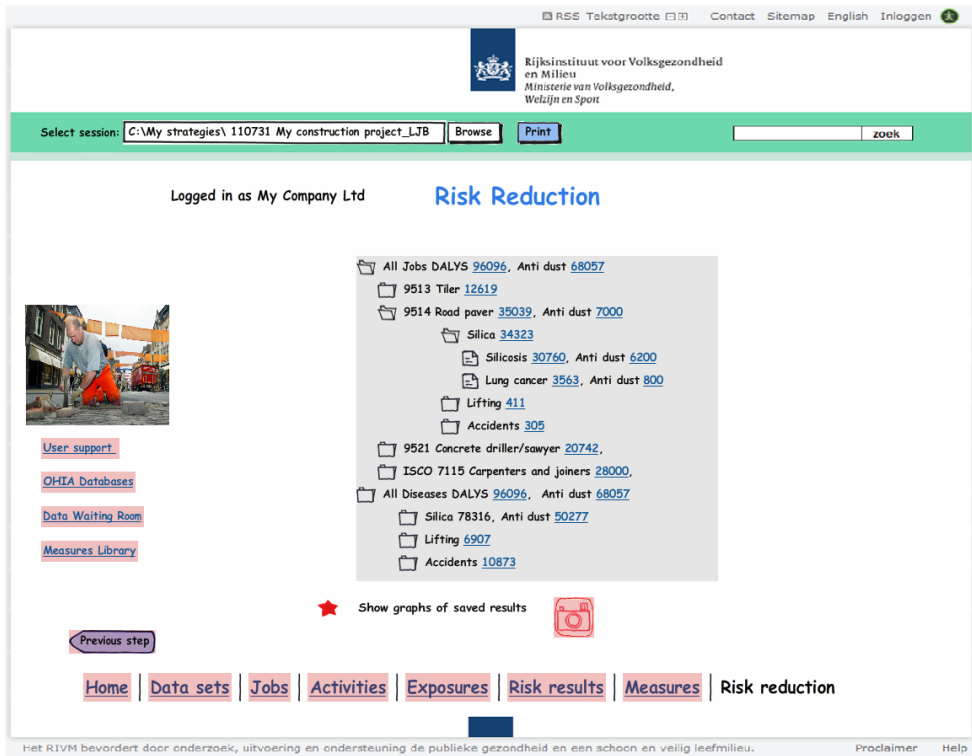 RSS Tekstgrootte Contact Sitemap English Inloggen
Rijksinstituut voor Volksgezondheid
en Milieu
Ministerie van Volksgezondheid,
Welzijn en Sport
Select session: C:\My strategies\ 110731 My construction project_LJB Browse Print zoek
Logged in as My Company Ltd Risk Reduction
All Jobs DALYS 96096, Anti dust 68057
9513 Tiler 12619
9514 Road paver 35039, Anti dust 7000
Silica 34323
Silicosis 30760, Anti dust 6200
Lung cancer 3563, Anti dust 800
Lifting 411
Accidents 305
9521 Concrete driller/sawyer 20742,
ISCO 7115 Carpenters and joiners 28000,
All Diseases DALYS 96096, Anti dust 68057
Silica 78316, Anti dust 50277
Lifting 6907
Accidents 10873
User support
OHIA Databases
Data Waiting Room
Measures Library
Show graphs of saved results
Previous step
Home | Data sets | Jobs | Activities | Exposures | Risk results | Measures | Risk reduction
Het RIVM bevordert door onderzoek, uitvoering en ondersteuning de publieke gezondheid en een schoon en veilig leefmilieu. Proclaimer Help